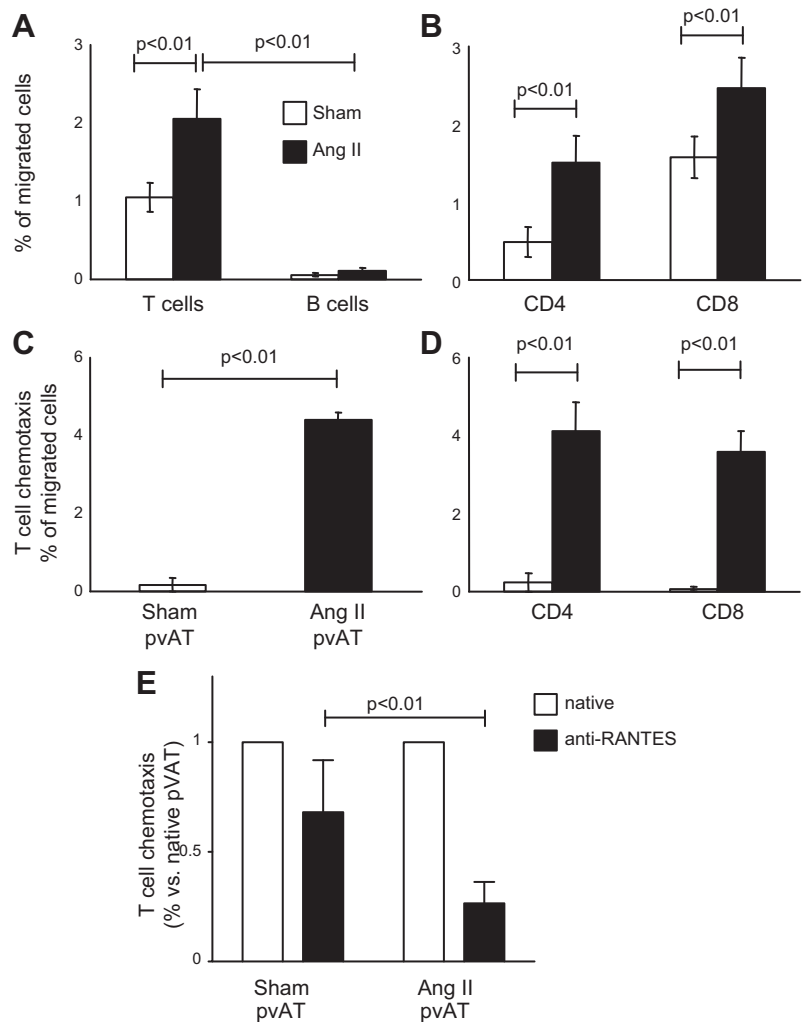 A
p<0.01
p<0.01
% of migrated cells
3
2
1
0
Sham
Ang II
T cells
B cells
B
p<0.01
p<0.01
3
2
1
0
CD4
CD8
C
p<0.01
T cell chemotaxis
% of migrated cells
6
4
2
0
Sham
pvAT
Ang II
pvAT
D
p<0.01
p<0.01
6
4
2
0
CD4
CD8
E
p<0.01
native
anti-RANTES
T cell chemotaxis
(% vs. native pVAT)
1
0.5
0
Sham
pvAT
Ang II
pvAT